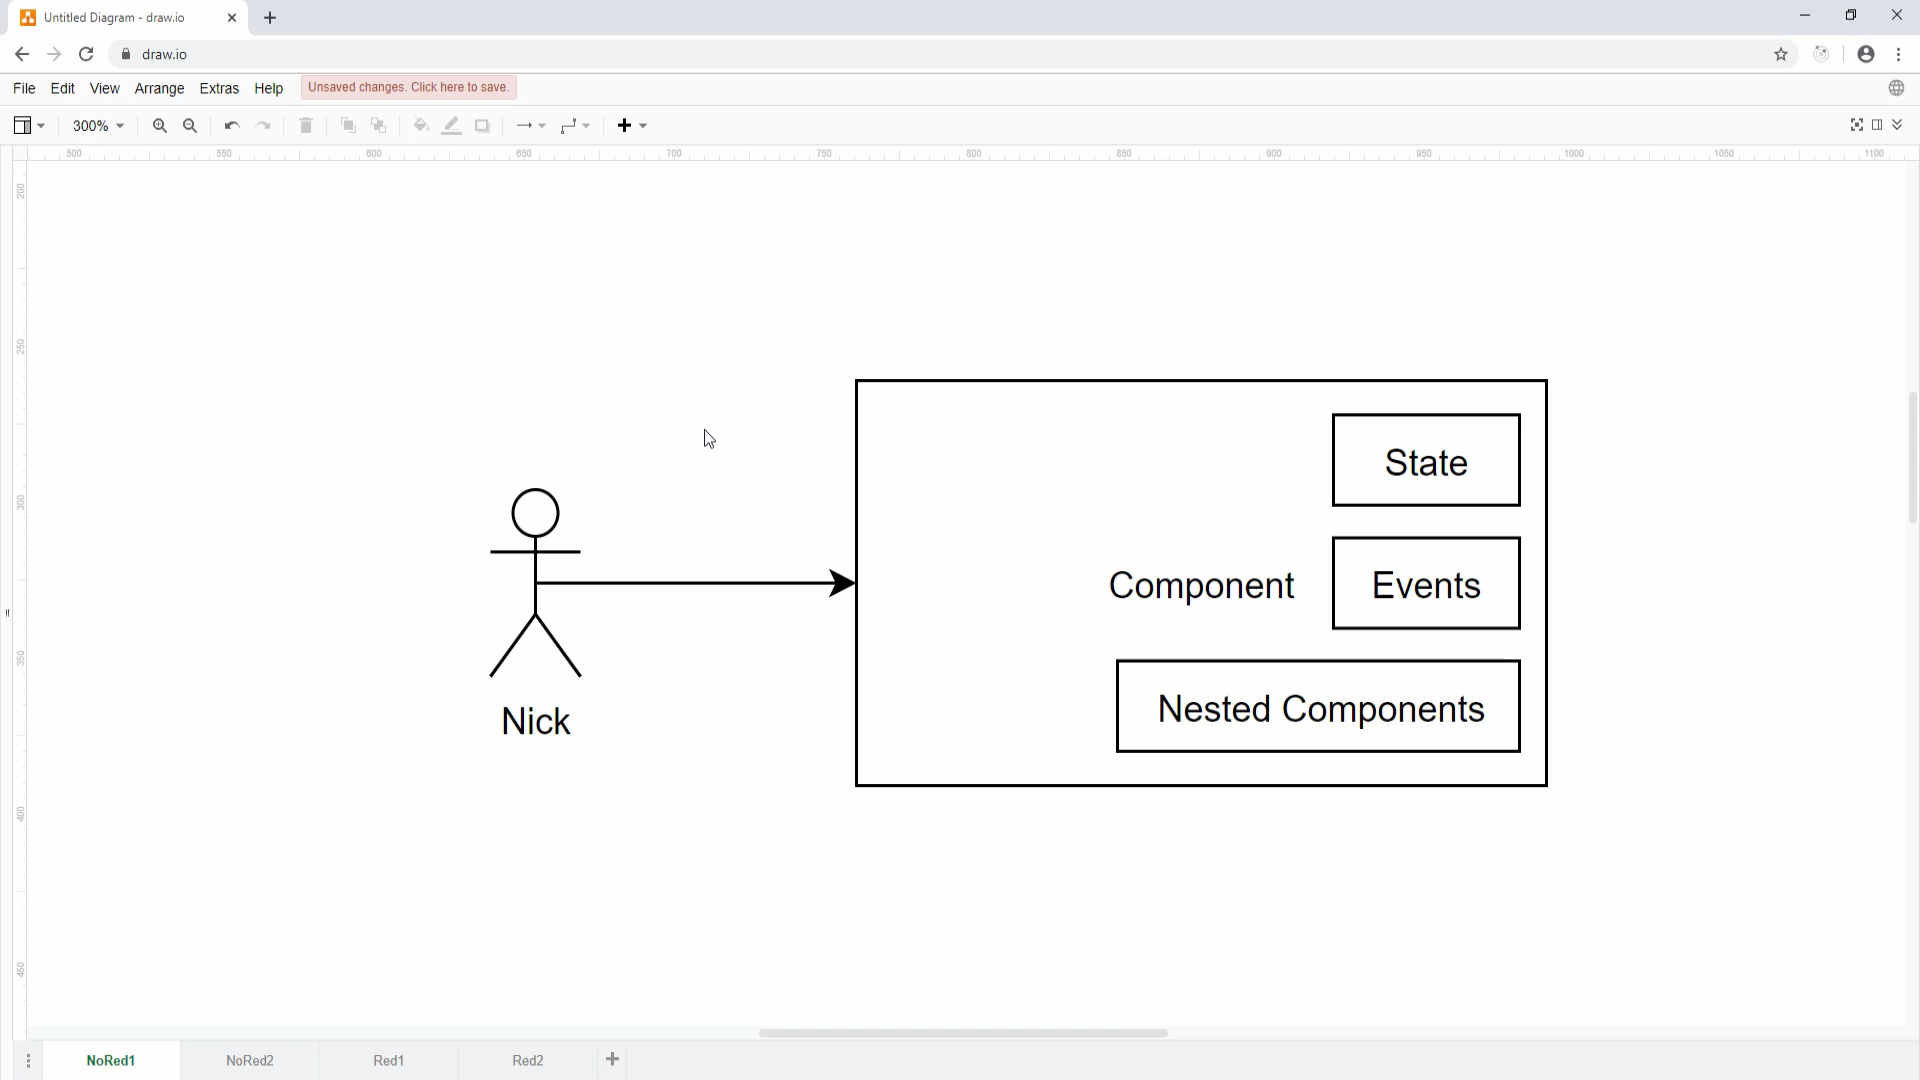 Untitled Diagram - draw.io
draw.io
File Edit View Arrange Extras Help Unsaved changes. Click here to save.
300%
500 550 600 650 700 750 800 850 900 950 1000 1050 1100
200
250
300
350
400
450
State
Component
Events
Nested Components
Nick
NoRed1 NoRed2 Red1 Red2